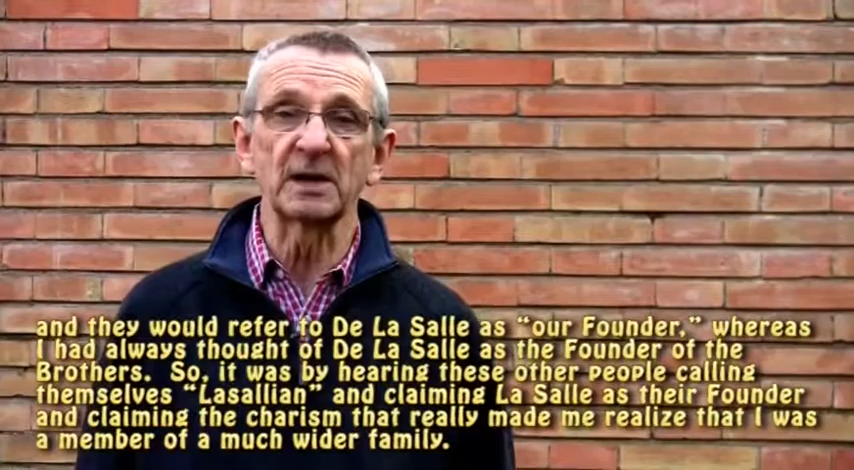 and they would refer to De La Salle as "our Founder," whereas
I had always thought of De La Salle as the Founder of the
Brothers. So, it was by hearing these other people calling
themselves "Lasallian" and claiming La Salle as their Founder
and claiming the charism that really made me realize that I was
a member of a much wider family.